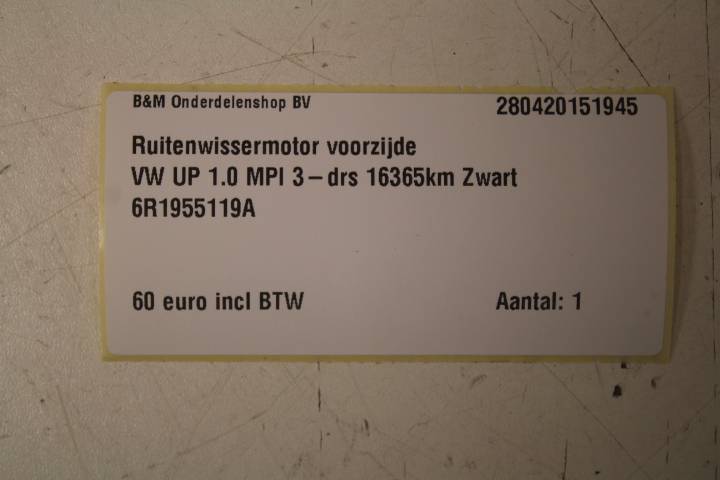 B&M Onderdelenshop BV 280420151945
Ruitenwissermotor voorzijde
VW UP 1.0 MPI 3-drs 16365km Zwart
6R1955119A
60 euro incl BTW Aantal: 1